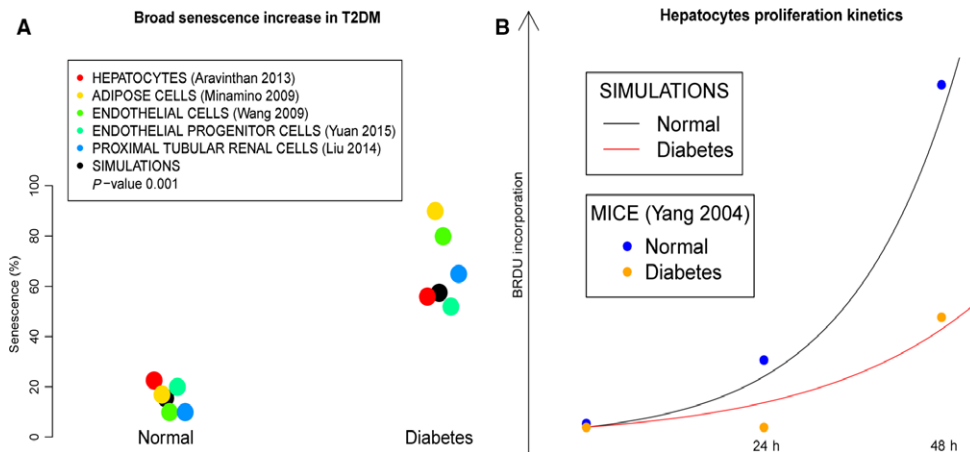 A
Broad senescence increase in T2DM
HEPATOCYTES (Aravinthan 2013)
ADIPOSE CELLS (Minamino 2009)
ENDOTHELIAL CELLS (Wang 2009)
ENDOTHELIAL PROGENITOR CELLS (Yuan 2015)
PROXIMAL TUBULAR RENAL CELLS (Liu 2014)
SIMULATIONS
P-value 0.001
Senescence (%)
100
80
60
40
20
0
Normal
Diabetes
B
Hepatocytes proliferation kinetics
SIMULATIONS
Normal
Diabetes
MICE (Yang 2004)
Normal
Diabetes
BRDU incorporation
24 h
48 h